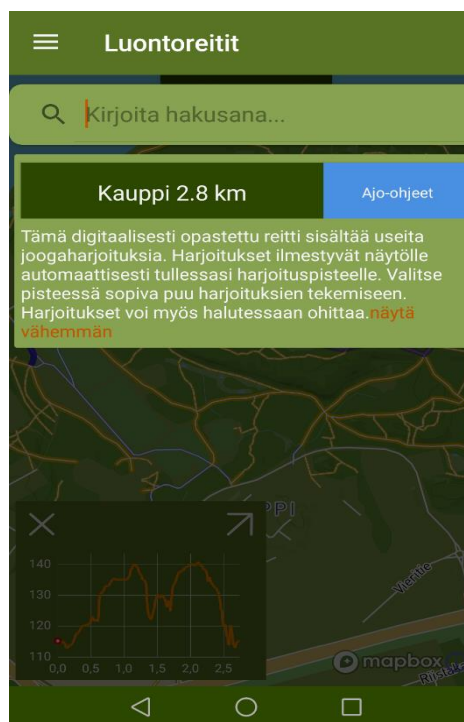 Luontoreitit
Kirjoita hakusana...
Kauppi 2.8 km
Ajo-ohjeet
Tämä digitaalisesti opastettu reitti sisältää useita
joogaharjoituksia. Harjoitukset ilmestyvät näytölle
automaattisesti tullessasi harjoituspisteelle. Valitse
pisteessä sopiva puu harjoituksien tekemiseen.
Harjoitukset voi myös halutessaan ohittaa.näytä
vähemmän
PPI
140
130
120
110
0,0 0,5 1,0 1,5 2,0 2,5
Vieritie
mapbox